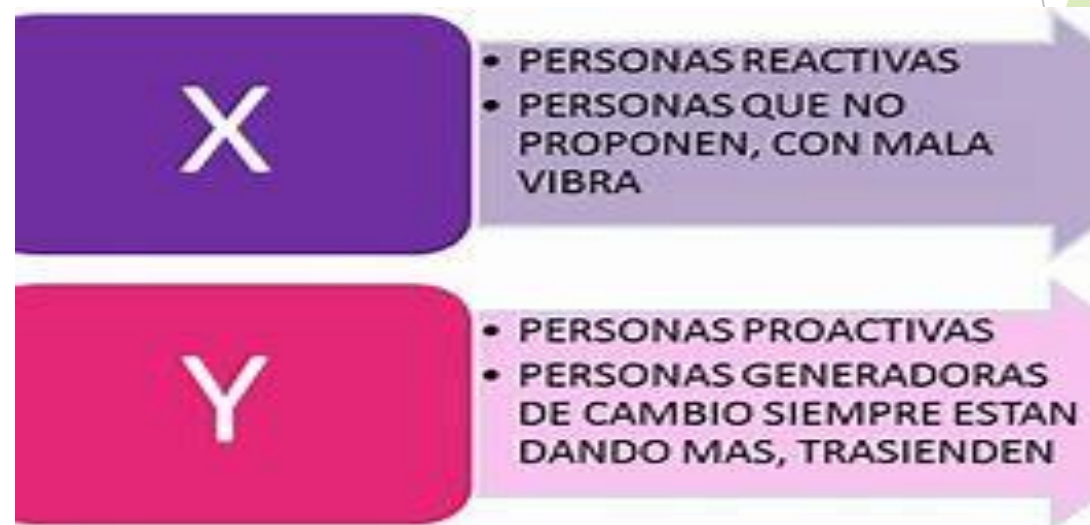 X
• PERSONAS REACTIVAS
• PERSONAS QUE NO
PROPONEN, CON MALA
VIBRA
Y
• PERSONAS PROACTIVAS
• PERSONAS GENERADORAS
DE CAMBIO SIEMPRE ESTAN
DANDO MAS, TRASIENDEN